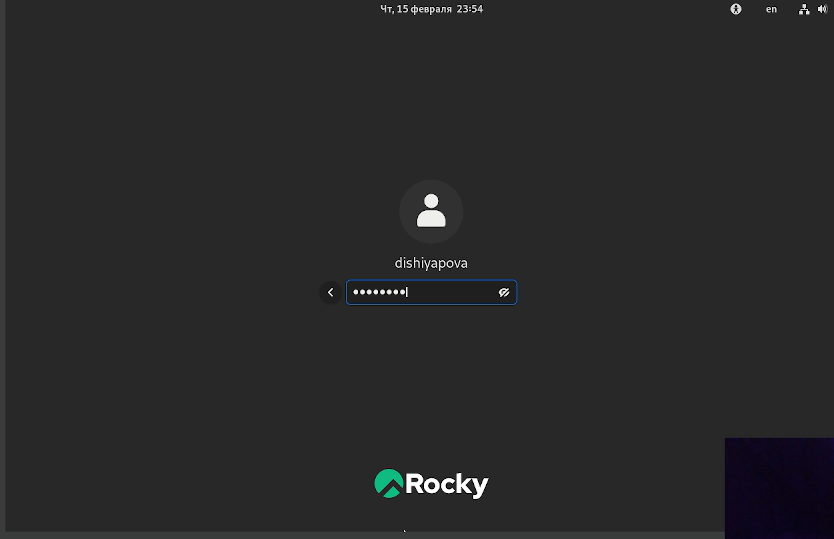 Чт, 15 февраля 23:54
en
dishiyapova
••••••••
Rocky